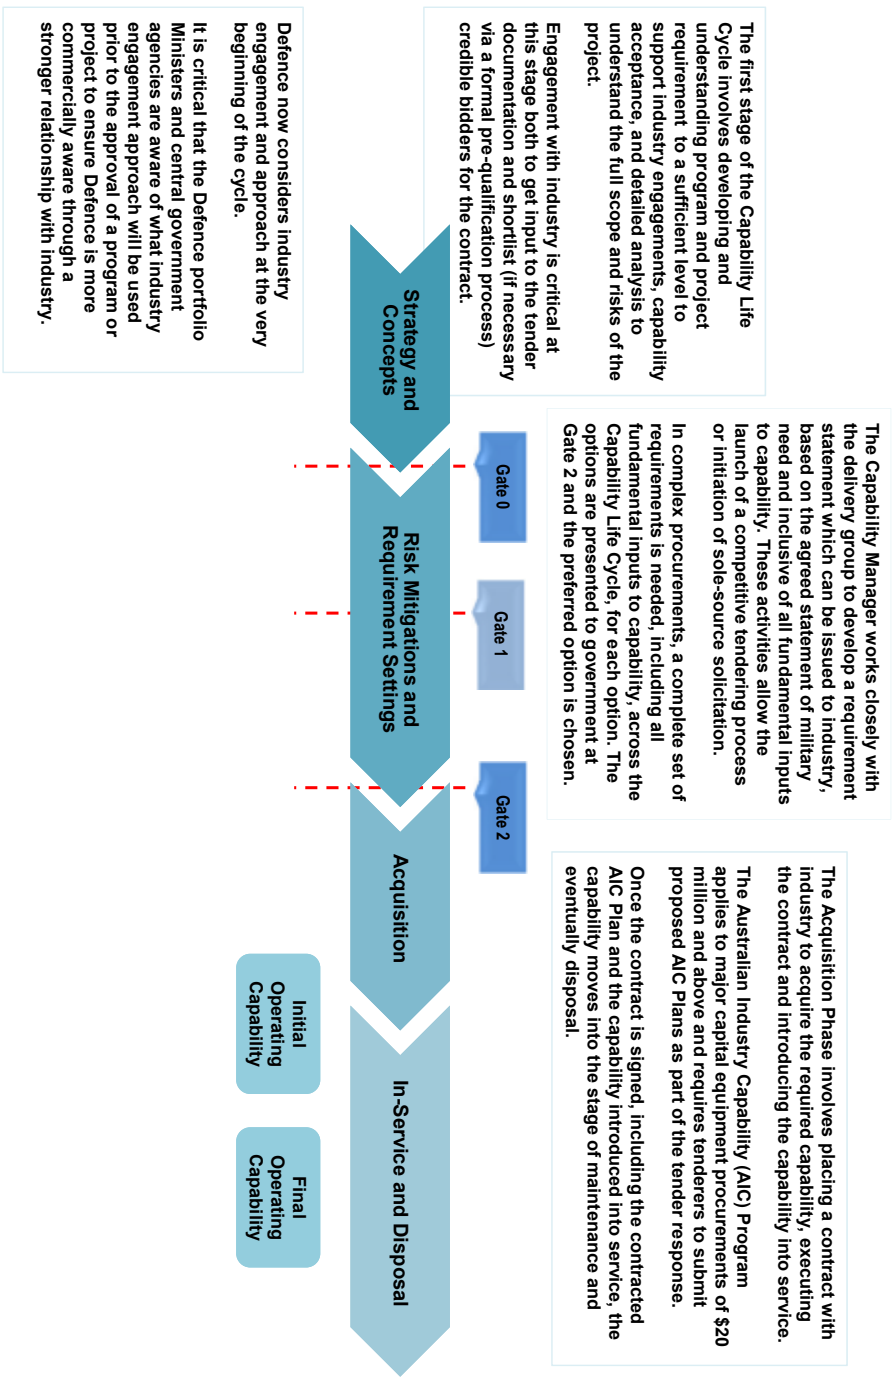 The first stage of the Capability Life
Cycle involves developing and
understanding program and project
requirement to a sufficient level to
support industry engagements, capability
acceptance, and detailed analysis to
understand the full scope and risks of the
project.
Engagement with industry is critical at
this stage both to get input to the tender
documentation and shortlist (if necessary
via a formal pre-qualification process)
credible bidders for the contract.
The Capability Manager works closely with
the delivery group to develop a requirement
statement which can be issued to industry,
based on the agreed statement of military
need and inclusive of all fundamental inputs
to capability. These activities allow the
launch of a competitive tendering process
or initiation of sole-source solicitation.
In complex procurements, a complete set of
requirements is needed, including all
fundamental inputs to capability, across the
Capability Life Cycle, for each option. The
options are presented to government at
Gate 2 and the preferred option is chosen.
The Acquisition Phase involves placing a contract with
industry to acquire the required capability, executing
the contract and introducing the capability into service.
The Australian Industry Capability (AIC) Program
applies to major capital equipment procurements of $20
million and above and requires tenderers to submit
proposed AIC Plans as part of the tender response.
Once the contract is signed, including the contracted
AIC Plan and the capability introduced into service, the
capability moves into the stage of maintenance and
eventually disposal.
Gate 0
Gate 1
Gate 2
Strategy and
Concepts
Risk Mitigations and
Requirement Settings
Acquisition
In-Service and Disposal
Initial
Operating
Capability
Final
Operating
Capability
Defence now considers industry
engagement and approach at the very
beginning of the cycle.
It is critical that the Defence portfolio
Ministers and central government
agencies are aware of what industry
engagement approach will be used
prior to the approval of a program or
project to ensure Defence is more
commercially aware through a
stronger relationship with industry.